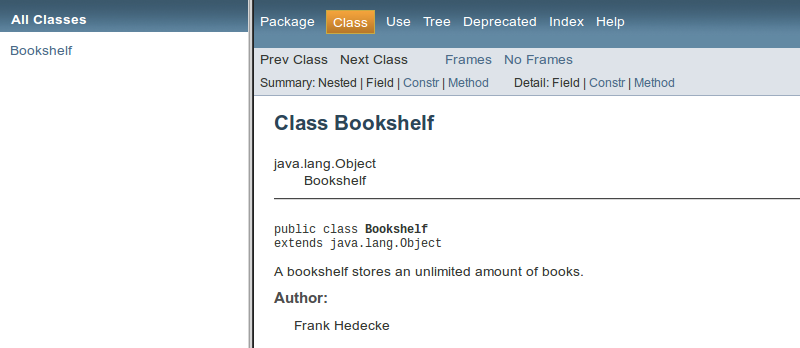 All Classes
Bookshelf
Package Class Use Tree Deprecated Index Help
Prev Class Next Class Frames No Frames
Summary: Nested | Field | Constr | Method Detail: Field | Constr | Method
Class Bookshelf
java.lang.Object
Bookshelf
public class Bookshelf
extends java.lang.Object
A bookshelf stores an unlimited amount of books.
Author:
Frank Hedecke